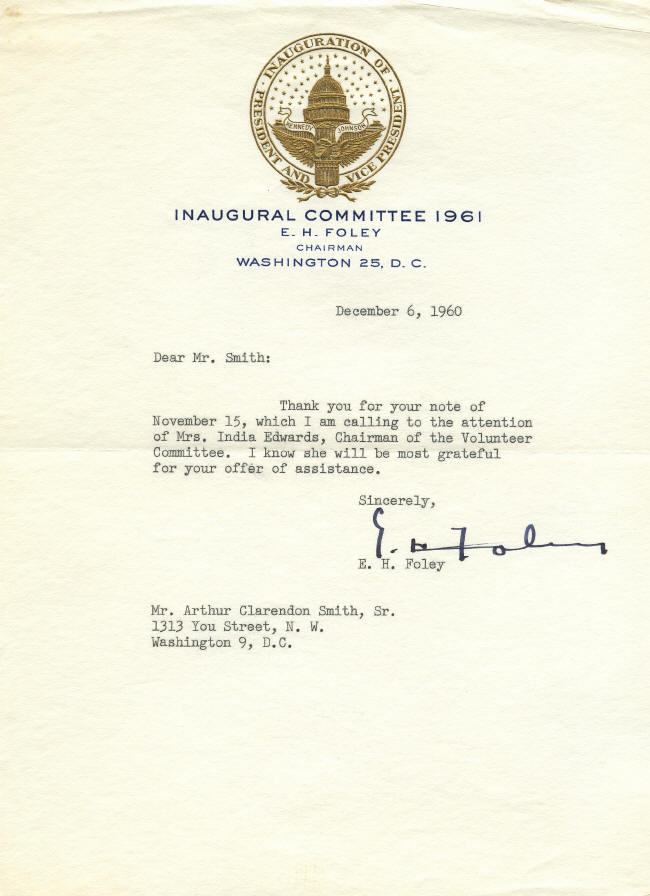 INAUGURATION OF
PRESIDENT AND VICE PRESIDENT
KENNEDY JOHNSON
INAUGURAL COMMITTEE 1961
E. H. FOLEY
CHAIRMAN
WASHINGTON 25, D. C.
December 6, 1960
Dear Mr. Smith:
Thank you for your note of
November 15, which I am calling to the attention
of Mrs. India Edwards, Chairman of the Volunteer
Committee. I know she will be most grateful
for your offer of assistance.
Sincerely,
E. H. Foley
E. H. Foley
Mr. Arthur Clarendon Smith, Sr.
1313 You Street, N. W.
Washington 9, D.C.